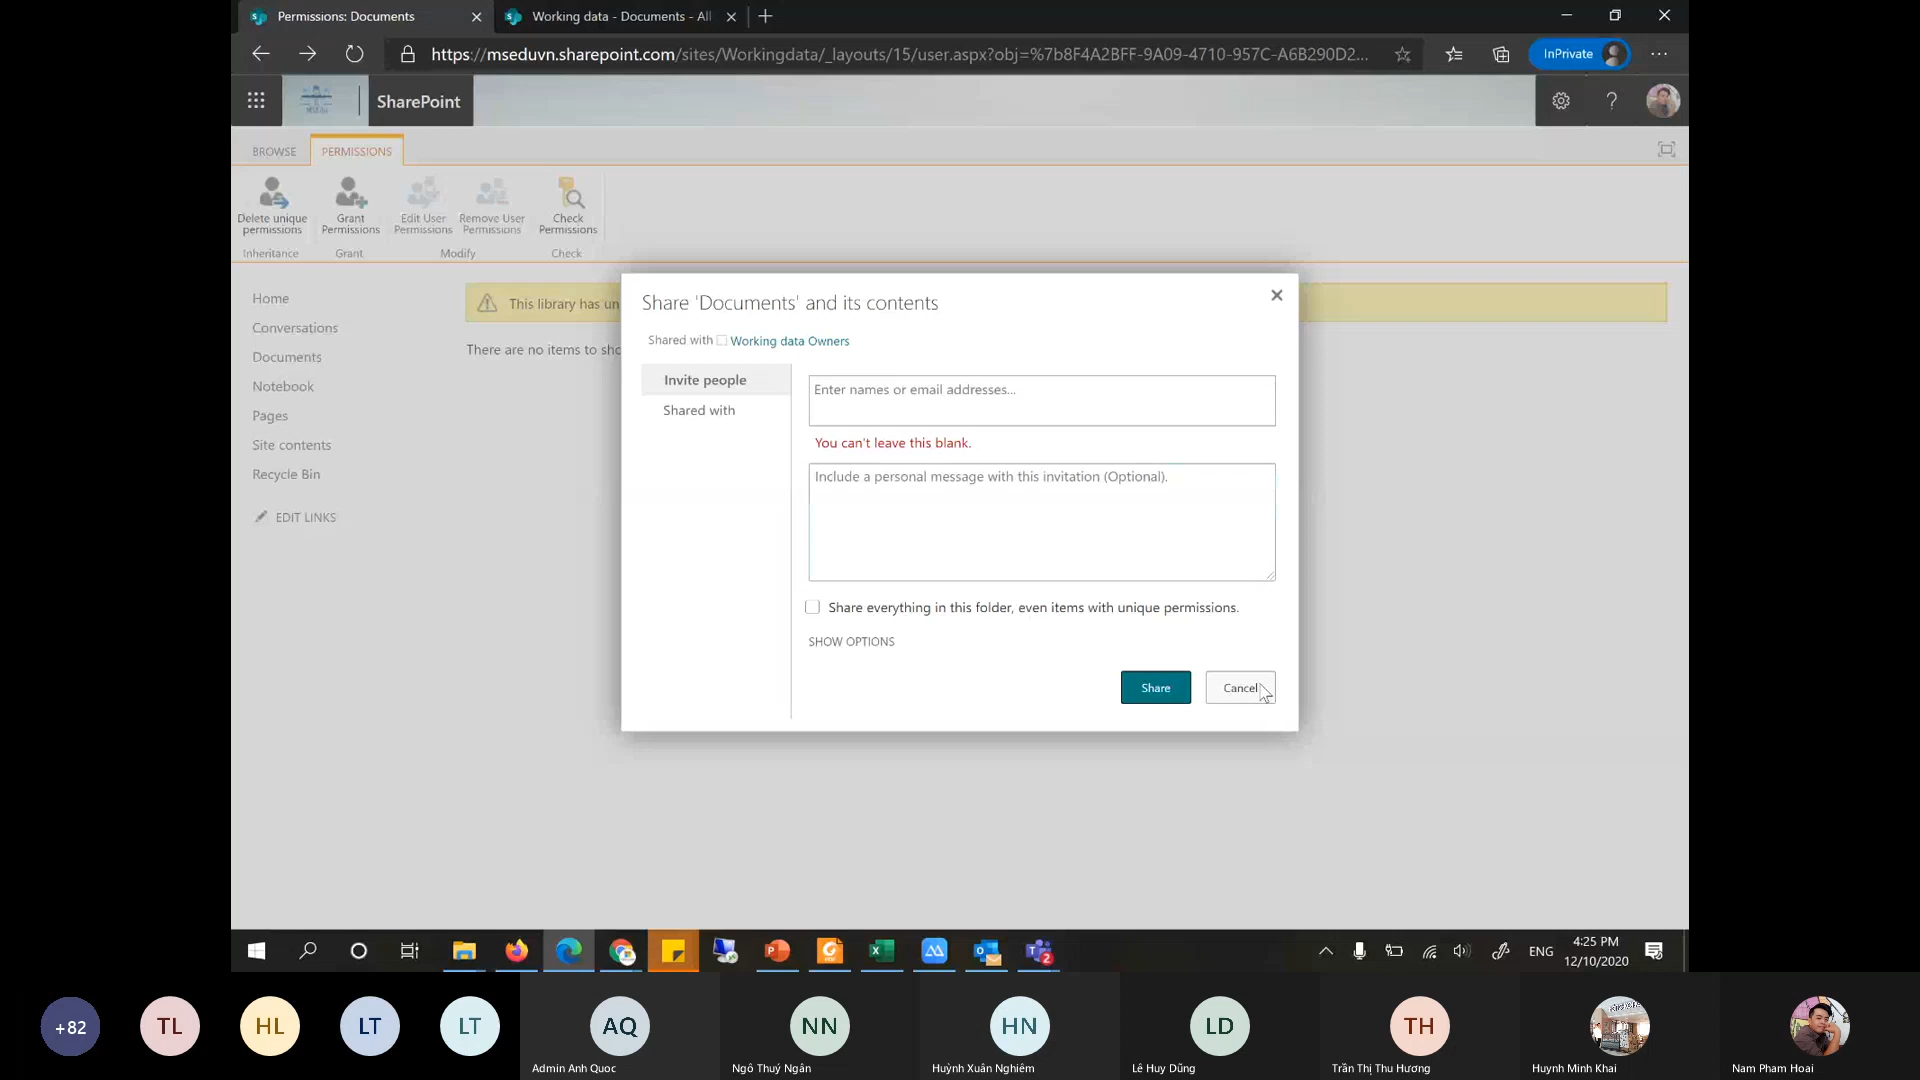 Permissions: Documents
Working data - Documents - All
https://mseduvn.sharepoint.com/sites/Workingdata/_layouts/15/user.aspx?obj=%7b8F4A2BFF-9A09-4710-957C-A6B290D2...
InPrivate
SharePoint
BROWSE
PERMISSIONS
Delete unique permissions
Grant Permissions
Edit User Permissions
Remove User Permissions
Check Permissions
Inheritance
Grant
Modify
Check
Home
Conversations
Documents
Notebook
Pages
Site contents
Recycle Bin
EDIT LINKS
This library has un
There are no items to sho
Share 'Documents' and its contents
Shared with Working data Owners
Invite people
Shared with
Enter names or email addresses...
You can't leave this blank.
Include a personal message with this invitation (Optional).
Share everything in this folder, even items with unique permissions.
SHOW OPTIONS
Share
Cancel
2
ENG
4:25 PM
12/10/2020
+82
TL
HL
LT
LT
AQ
NN
HN
LD
TH
Admin Anh Quoc
Ngô Thuý Ngân
Huỳnh Xuân Nghiêm
Lê Huy Dũng
Trần Thị Thu Hương
Huynh Minh Khai
Nam Pham Hoai